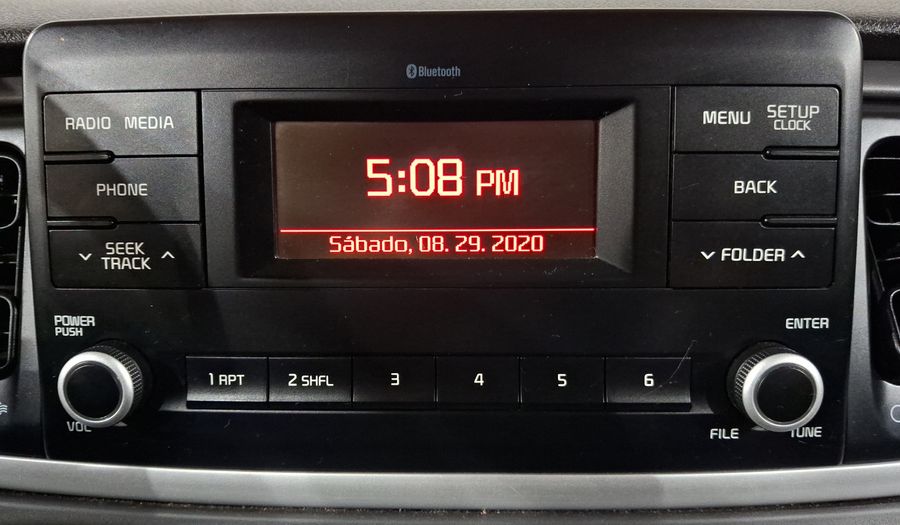 Bluetooth
RADIO MEDIA
PHONE
SEEK
TRACK
5:08 PM
Sábado, 08. 29. 2020
MENU SETUP
CLOCK
BACK
FOLDER
POWER
PUSH
VOL
1 RPT 2 SHFL 3 4 5 6
ENTER
FILE TUNE